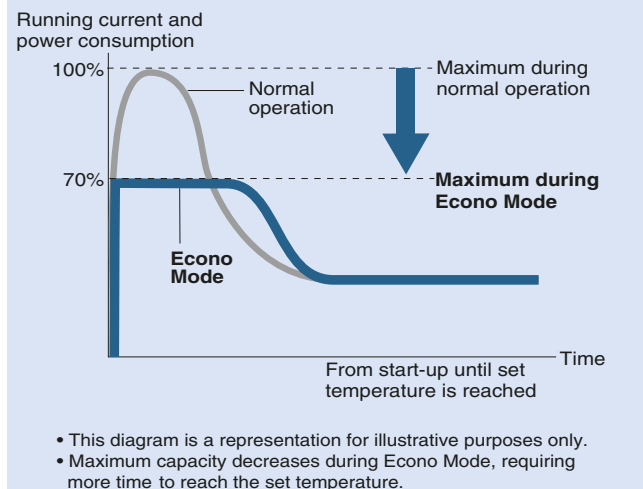 Running current and
power consumption
100%
Normal
operation
Maximum during
normal operation
70%
Maximum during
Econo Mode
Econo
Mode
Time
From start-up until set
temperature is reached
• This diagram is a representation for illustrative purposes only.
• Maximum capacity decreases during Econo Mode, requiring
more time to reach the set temperature.